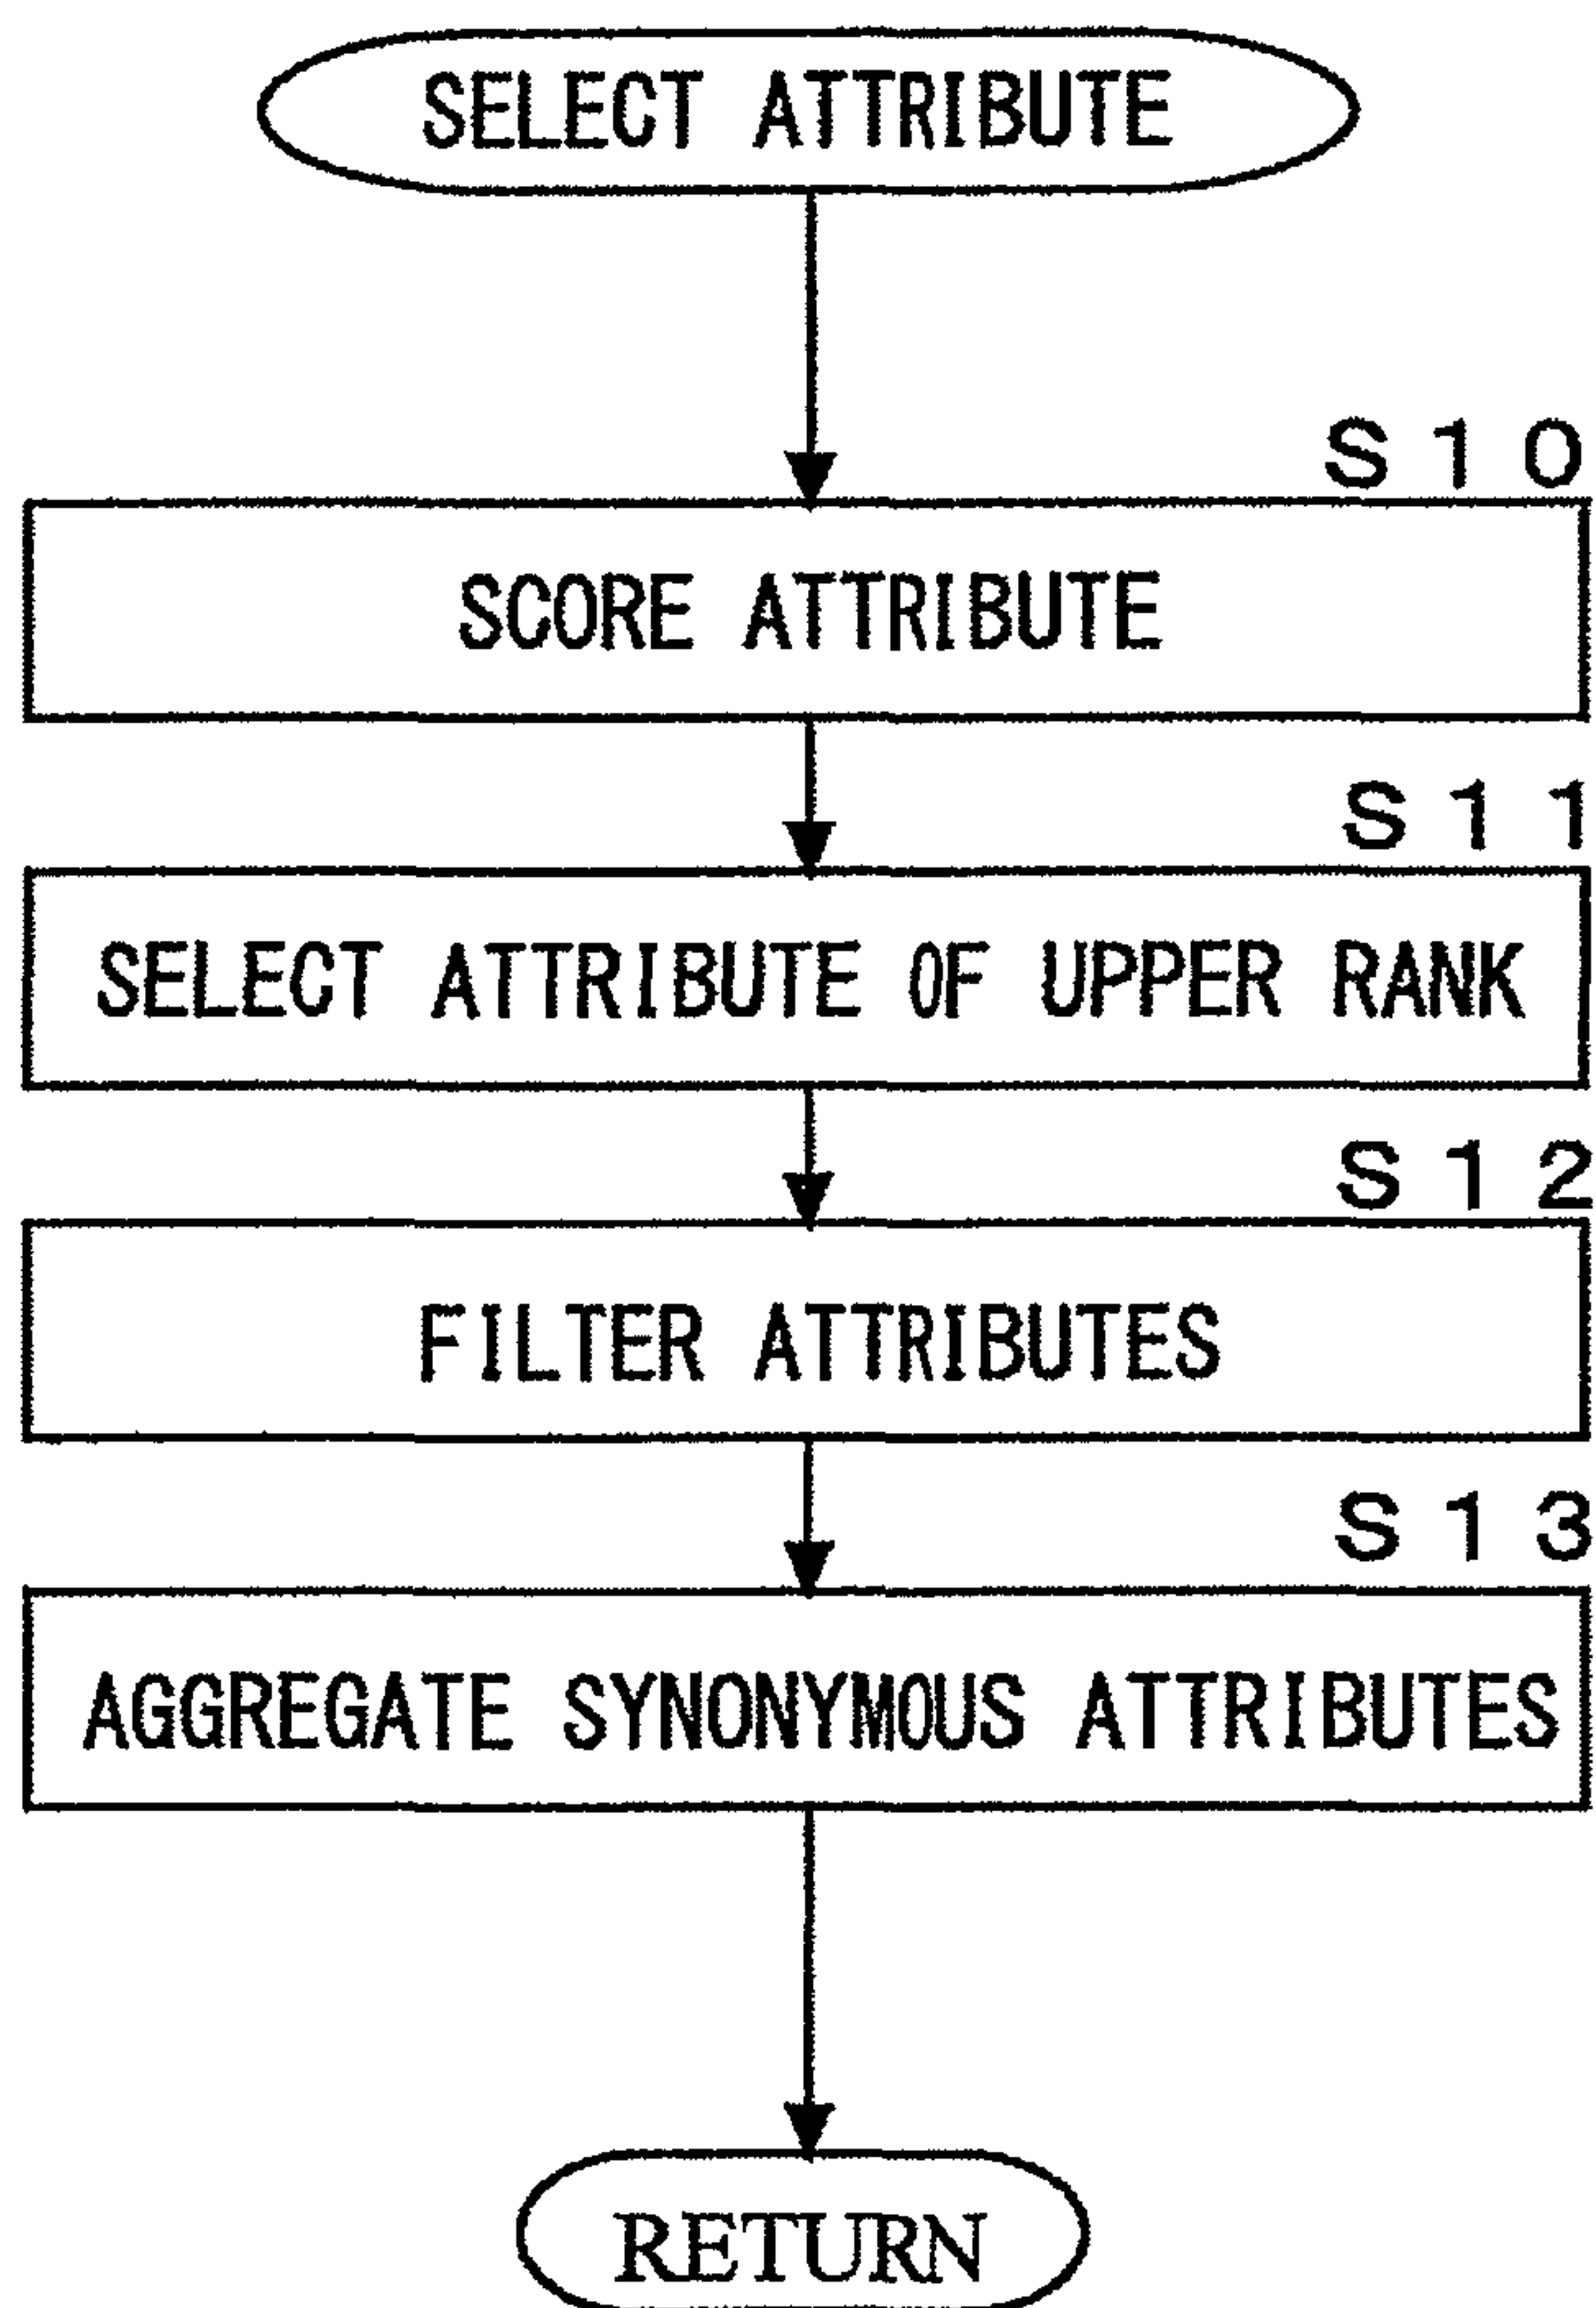 SELECT ATTRIBUTE
S10
SCORE ATTRIBUTE
S11
SELECT ATTRIBUTE OF UPPER RANK
S12
FILTER ATTRIBUTES
S13
AGGREGATE SYNONYMOUS ATTRIBUTES
RETURN